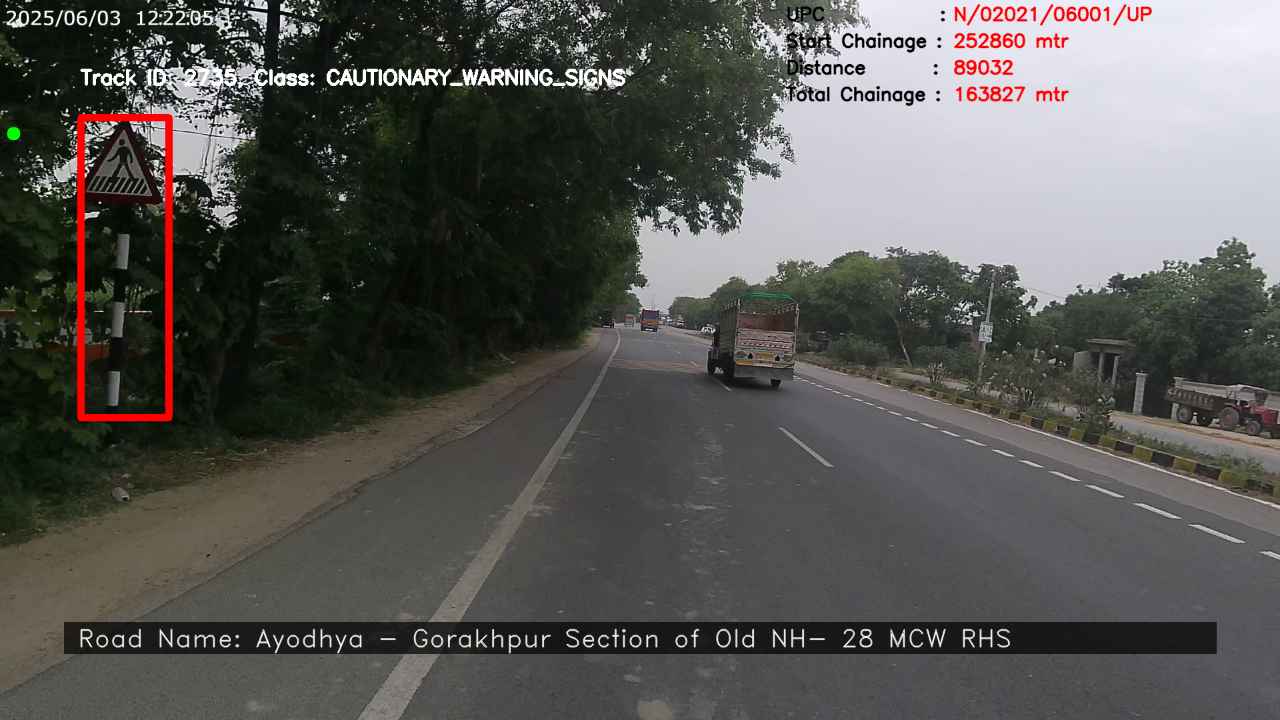 2025/06/03 12:22:05
UPC : N/02021/06001/UP
Start Chainage : 252860 mtr
Distance : 89032
Total Chainage : 163827 mtr
Track ID: 2735 Class: CAUTIONARY_WARNING_SIGNS
Road Name: Ayodhya - Gorakhpur Section of Old NH- 28 MCW RHS